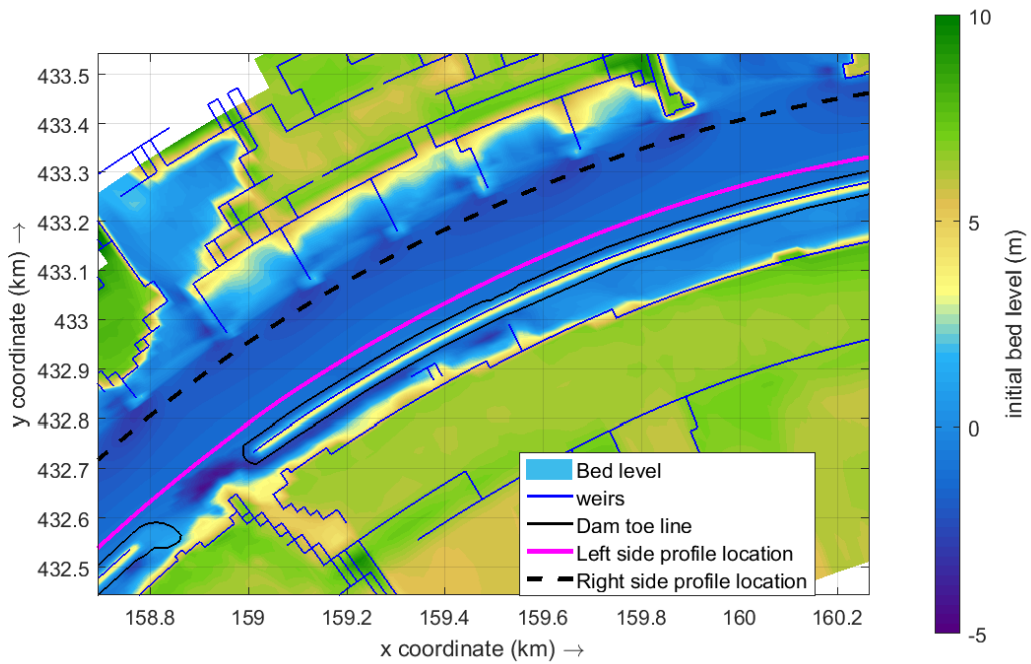 433.5
433.4
433.3
433.2
433.1
433
432.9
432.8
432.7
432.6
432.5
y coordinate (km) →
158.8 159 159.2 159.4 159.6 159.8 160 160.2
x coordinate (km) →
Bed level
weirs
Dam toe line
Left side profile location
Right side profile location
10
5
0
-5
initial bed level (m)